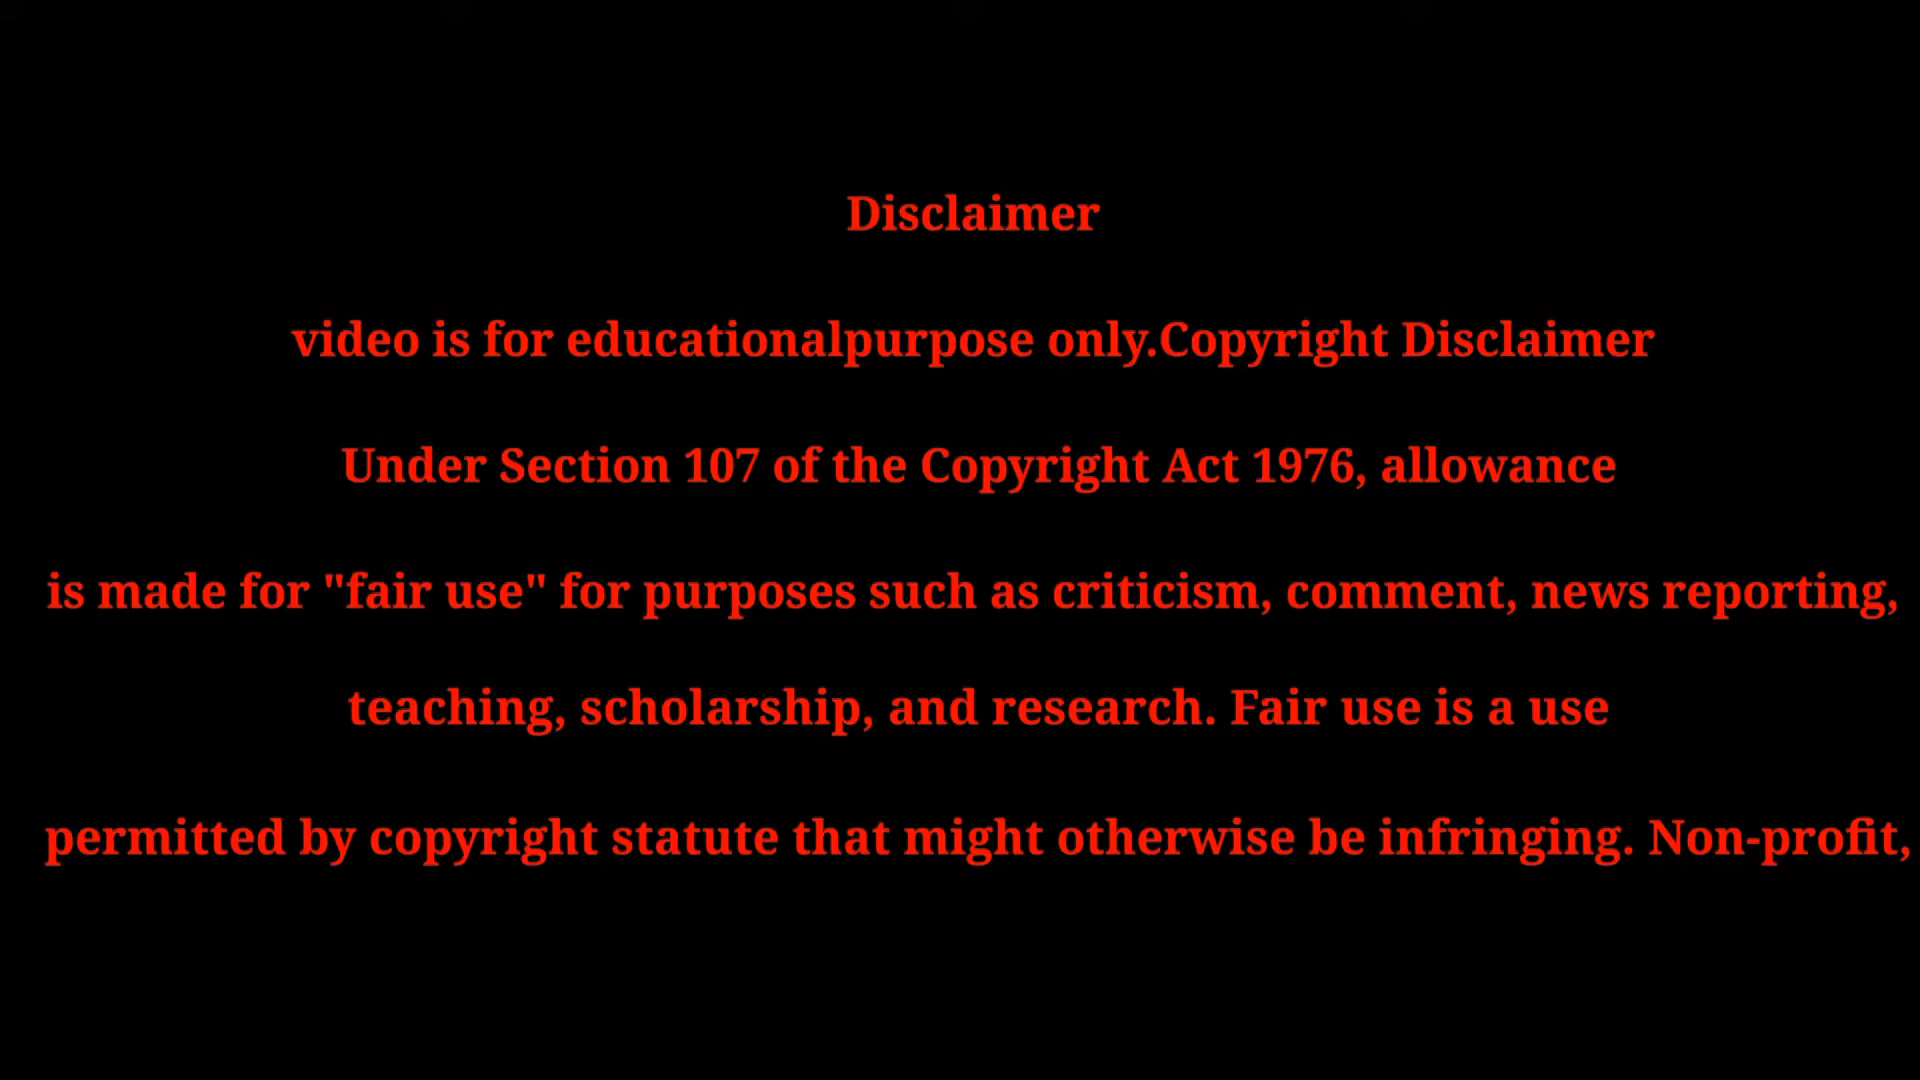 Disclaimer
video is for educationalpurpose only.Copyright Disclaimer
Under Section 107 of the Copyright Act 1976, allowance
is made for "fair use" for purposes such as criticism, comment, news reporting,
teaching, scholarship, and research. Fair use is a use
permitted by copyright statute that might otherwise be infringing. Non-profit,